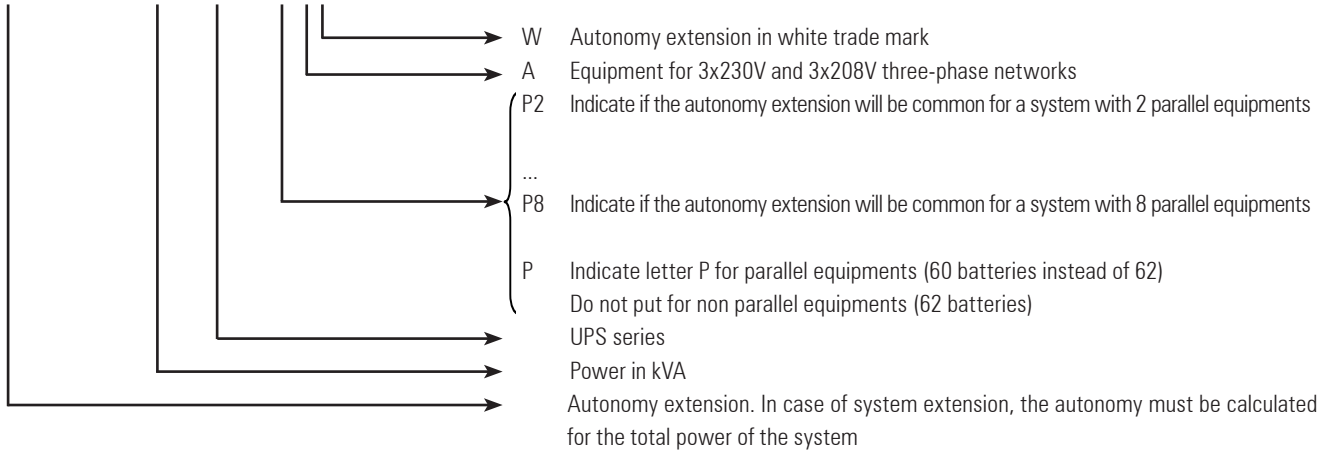 W Autonomy extension in white trade mark
A Equipment for 3x230V and 3x208V three-phase networks
P2 Indicate if the autonomy extension will be common for a system with 2 parallel equipments
...
P8 Indicate if the autonomy extension will be common for a system with 8 parallel equipments
P Indicate letter P for parallel equipments (60 batteries instead of 62)
Do not put for non parallel equipments (62 batteries)
UPS series
Power in kVA
Autonomy extension. In case of system extension, the autonomy must be calculated
for the total power of the system